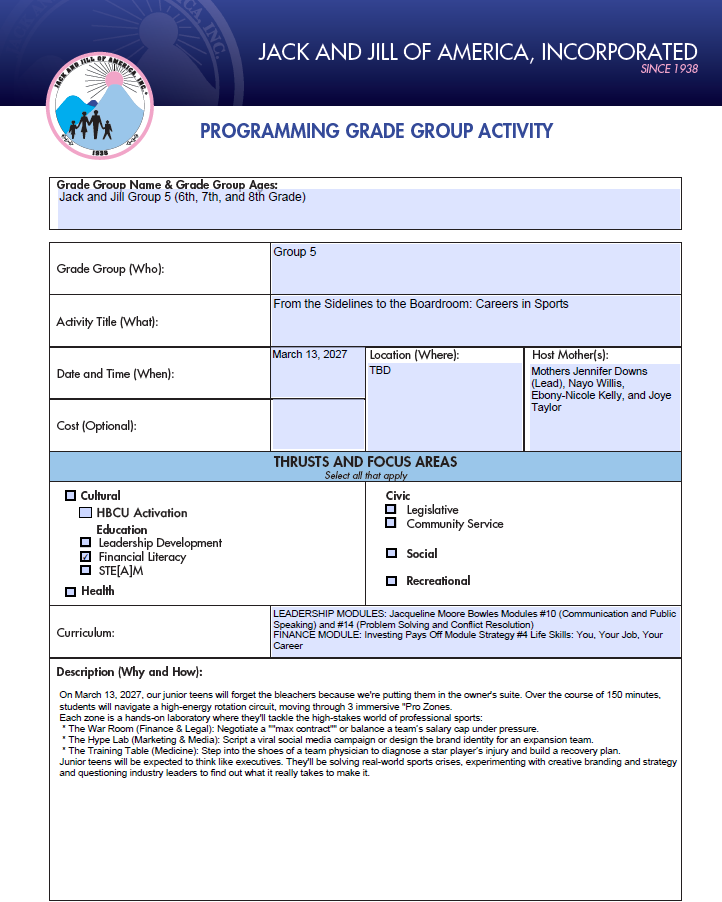 JACK AND JILL OF AMERICA, INCORPORATED
SINCE 1938
JACK AND JILL OF AMERICA, INC.
1938
PROGRAMMING GRADE GROUP ACTIVITY
Grade Group Name & Grade Group Ages:
Jack and Jill Group 5 (6th, 7th, and 8th Grade)
Grade Group (Who):
Group 5
Activity Title (What):
From the Sidelines to the Boardroom: Careers in Sports
Date and Time (When):
March 13, 2027
Location (Where):
TBD
Host Mother(s):
Mothers Jennifer Downs
(Lead), Nayo Willis,
Ebony-Nicole Kelly, and Joye
Taylor
Cost (Optional):
THRUSTS AND FOCUS AREAS
Select all that apply
Cultural
HBCU Activation
Education
Leadership Development
Financial Literacy
STE[A]M
Health
Civic
Legislative
Community Service
Social
Recreational
Curriculum:
LEADERSHIP MODULES: Jacqueline Moore Bowles Modules #10 (Communication and Public
Speaking) and #14 (Problem Solving and Conflict Resolution)
FINANCE MODULE: Investing Pays Off Module Strategy #4 Life Skills: You, Your Job, Your
Career
Description (Why and How):
On March 13, 2027, our junior teens will forget the bleachers because we're putting them in the owner's suite. Over the course of 150 minutes,
students will navigate a high-energy rotation circuit, moving through 3 immersive "Pro Zones.
Each zone is a hands-on laboratory where they'll tackle the high-stakes world of professional sports:
* The War Room (Finance & Legal): Negotiate a ""max contract"" or balance a team's salary cap under pressure.
* The Hype Lab (Marketing & Media): Script a viral social media campaign or design the brand identity for an expansion team.
* The Training Table (Medicine): Step into the shoes of a team physician to diagnose a star player's injury and build a recovery plan.
Junior teens will be expected to think like executives. They'll be solving real-world sports crises, experimenting with creative branding and strategy
and questioning industry leaders to find out what it really takes to make it.